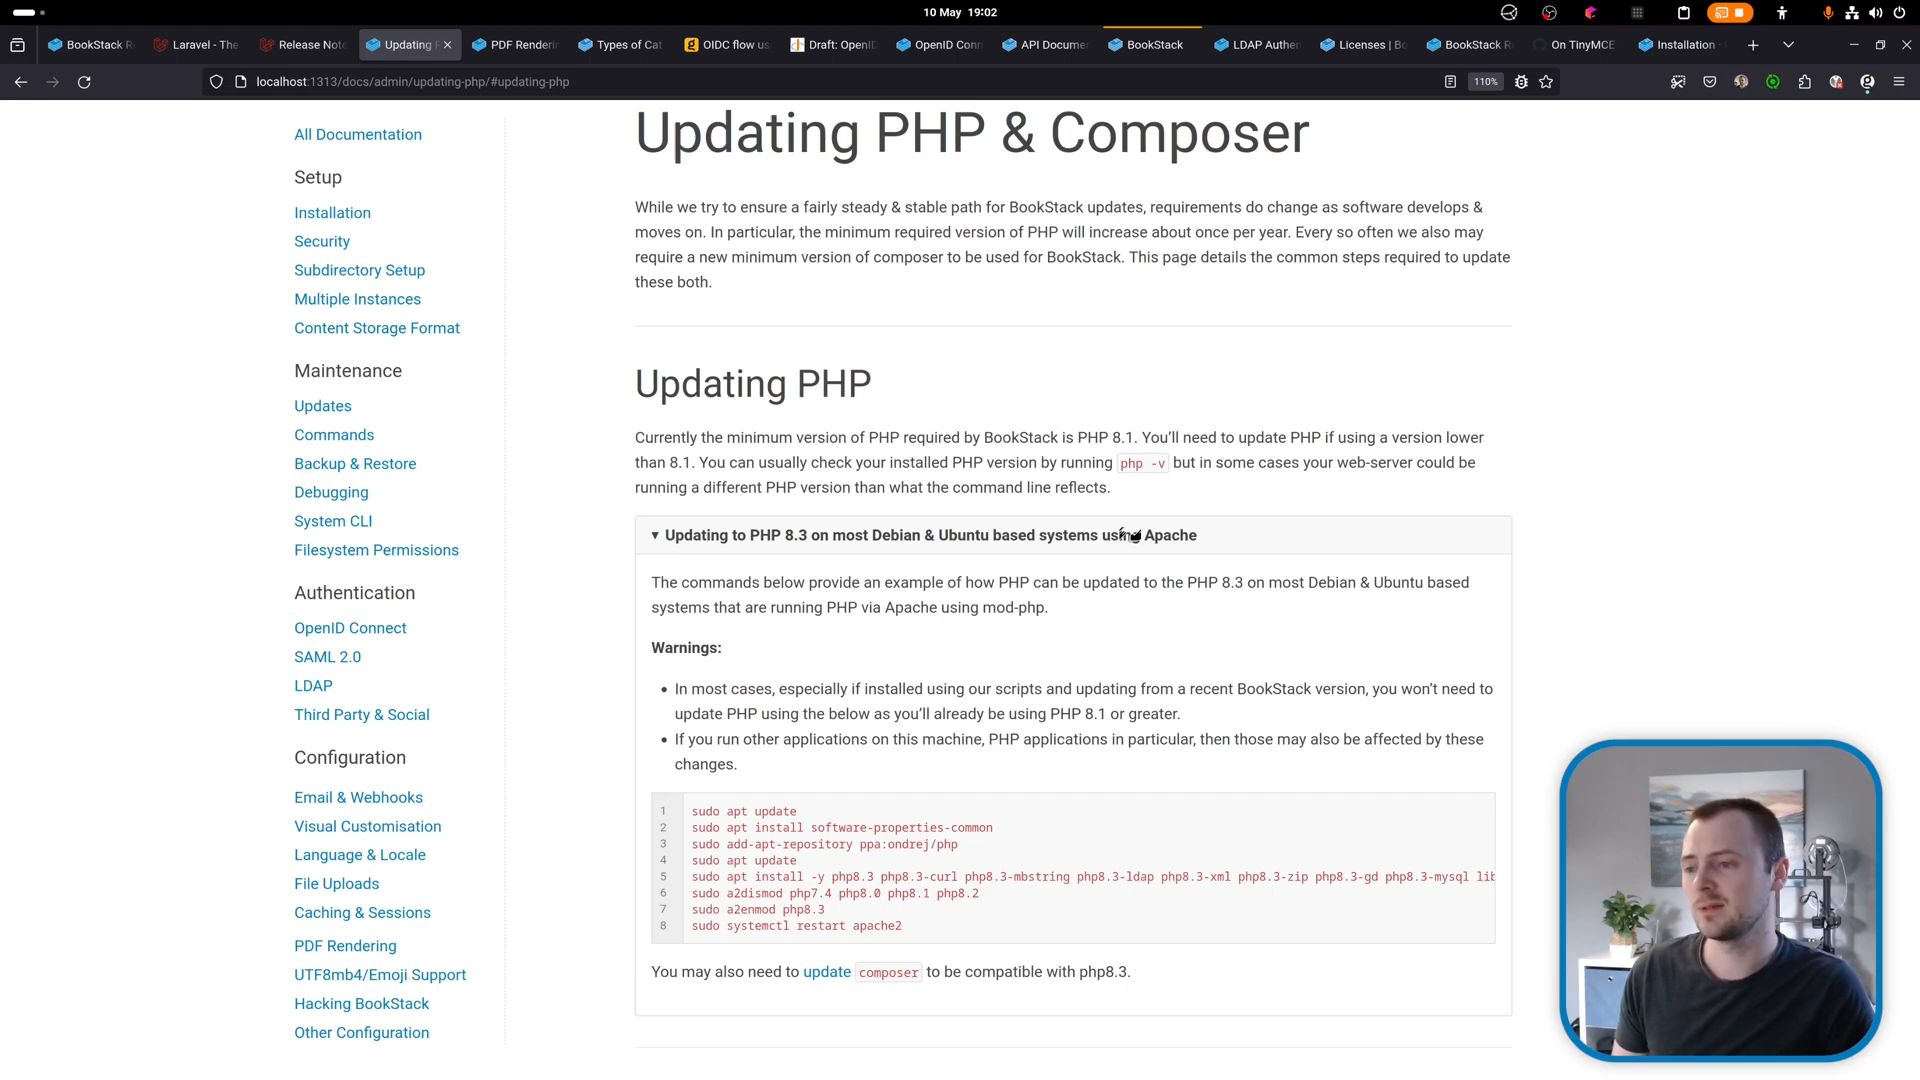 10 May 19:02
BookStack R
Laravel - The
Release Note
Updating P
PDF Renderin
Types of Cat
OIDC flow us
Draft: OpenID
OpenID Conn
API Docume
BookStack
LDAP Authen
Licenses | Bo
BookStack R
On TinyMCE
Installation ·
localhost:1313/docs/admin/updating-php/#updating-php
110%
All Documentation
Setup
Installation
Security
Subdirectory Setup
Multiple Instances
Content Storage Format
Maintenance
Updates
Commands
Backup & Restore
Debugging
System CLI
Filesystem Permissions
Authentication
OpenID Connect
SAML 2.0
LDAP
Third Party & Social
Configuration
Email & Webhooks
Visual Customisation
Language & Locale
File Uploads
Caching & Sessions
PDF Rendering
UTF8mb4/Emoji Support
Hacking BookStack
Other Configuration
Updating PHP & Composer
While we try to ensure a fairly steady & stable path for BookStack updates, requirements do change as software develops &
moves on. In particular, the minimum required version of PHP will increase about once per year. Every so often we also may
require a new minimum version of composer to be used for BookStack. This page details the common steps required to update
these both.
Updating PHP
Currently the minimum version of PHP required by BookStack is PHP 8.1. You'll need to update PHP if using a version lower
than 8.1. You can usually check your installed PHP version by running php -v but in some cases your web-server could be
running a different PHP version than what the command line reflects.
▼ Updating to PHP 8.3 on most Debian & Ubuntu based systems using Apache
The commands below provide an example of how PHP can be updated to the PHP 8.3 on most Debian & Ubuntu based
systems that are running PHP via Apache using mod-php.
Warnings:
• In most cases, especially if installed using our scripts and updating from a recent BookStack version, you won't need to
update PHP using the below as you'll already be using PHP 8.1 or greater.
• If you run other applications on this machine, PHP applications in particular, then those may also be affected by these
changes.
1 sudo apt update
2 sudo apt install software-properties-common
3 sudo add-apt-repository ppa:ondrej/php
4 sudo apt update
5 sudo apt install -y php8.3 php8.3-curl php8.3-mbstring php8.3-ldap php8.3-xml php8.3-zip php8.3-gd php8.3-mysql lib
6 sudo a2dismod php7.4 php8.0 php8.1 php8.2
7 sudo a2enmod php8.3
8 sudo systemctl restart apache2
You may also need to update composer to be compatible with php8.3.